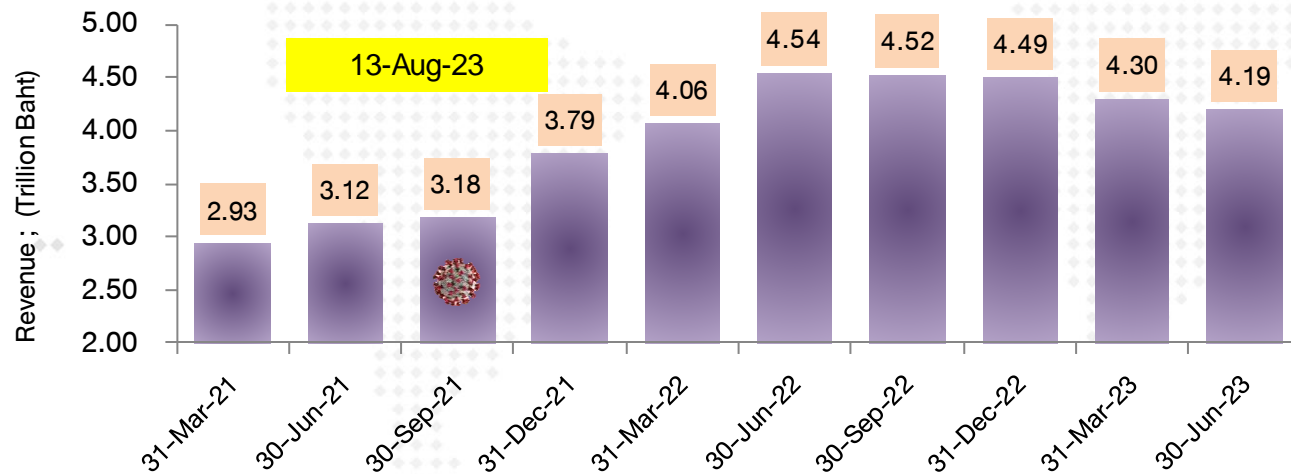 Revenue ; (Trillion Baht)
5.00
4.50
4.00
3.50
3.00
2.50
2.00
13-Aug-23
2.93
3.12
3.18
3.79
4.06
4.54
4.52
4.49
4.30
4.19
31-Mar-21
30-Jun-21
30-Sep-21
31-Dec-21
31-Mar-22
30-Jun-22
30-Sep-22
31-Dec-22
31-Mar-23
30-Jun-23